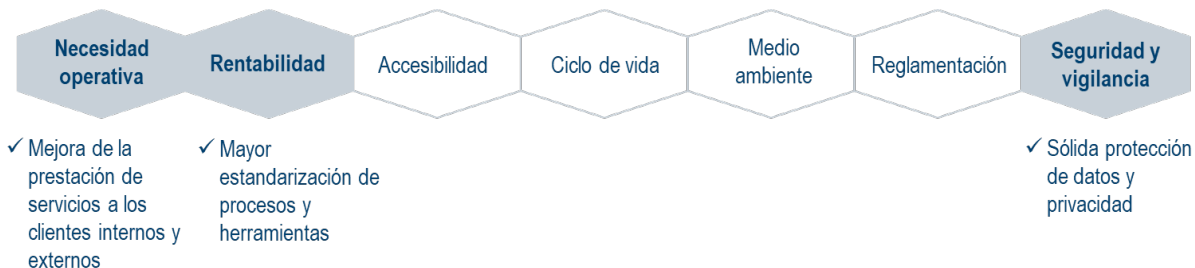 Necesidad
operativa
Rentabilidad
Accesibilidad
Ciclo de vida
Medio
ambiente
Reglamentación
Seguridad y
vigilancia
✓ Mejora de la
prestación de
servicios a los
clientes internos y
externos
✓ Mayor
estandarización de
procesos y
herramientas
✓ Sólida protección
de datos y
privacidad